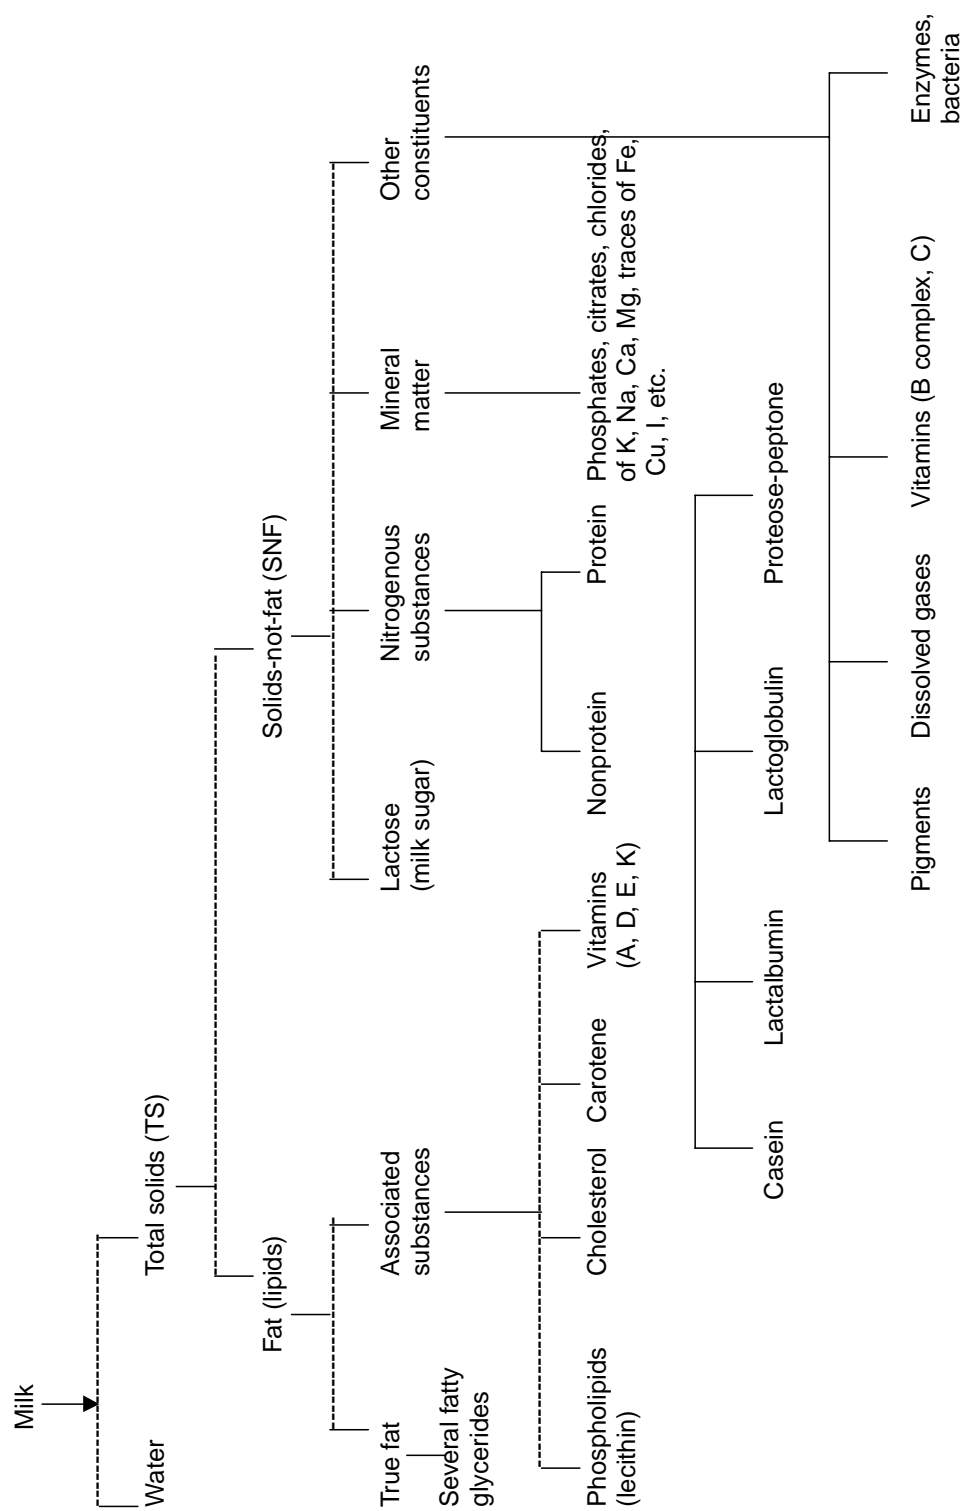 Milk
Water
Total solids (TS)
Fat (lipids)
Solids-not-fat (SNF)
True fat
Associated
substances
Lactose
(milk sugar)
Nitrogenous
substances
Mineral
matter
Other
constituents
Several fatty
glycerides
Phospholipids
(lecithin)
Cholesterol
Carotene
Vitamins
(A, D, E, K)
Nonprotein
Protein
Phosphates, citrates, chlorides,
of K, Na, Ca, Mg, traces of Fe,
Cu, I, etc.
Casein
Lactalbumin
Lactoglobulin
Proteose-peptone
Pigments
Dissolved gases
Vitamins (B complex, C)
Enzymes,
bacteria